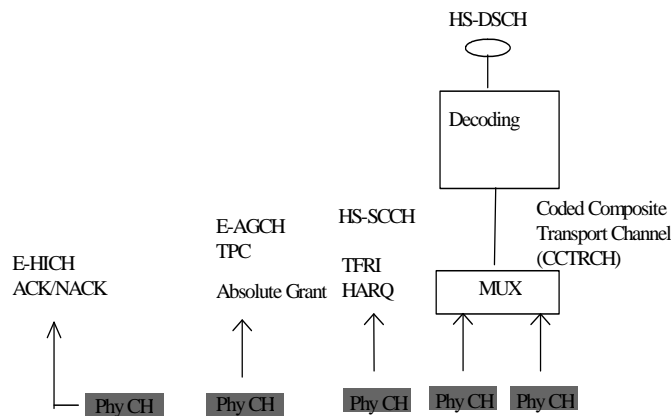 HS-DSCH
Decoding
Coded Composite
Transport Channel
(CCTRCH)
HS-SCCH
E-AGCH
TPC
E-HICH
ACK/NACK
TFRI
HARQ
Absolute Grant
MUX
Phy CH
Phy CH
Phy CH
Phy CH
Phy CH